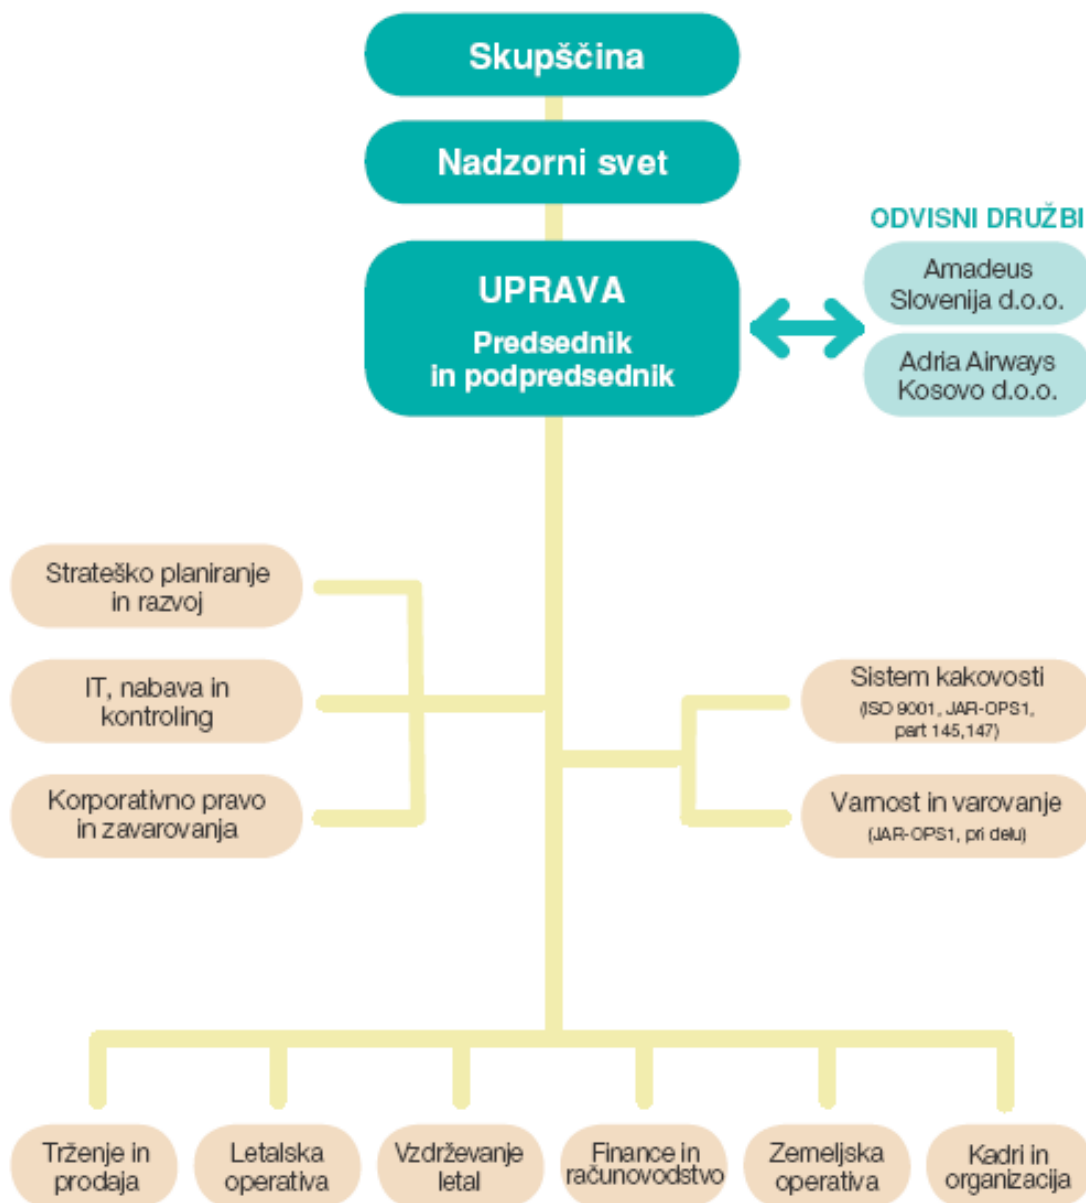 Skupščina
Nadzorni svet
ODVISNI DRUŽBI
UPRAVA
Predsednik
in podpredsednik
Amadeus
Slovenija d.o.o.
Adria Airways
Kosovo d.o.o.
Strateško planiranje
in razvoj
IT, nabava in
kontroling
Korporativno pravo
in zavarovanja
Sistem kakovosti
(ISO 9001, JAR-OPS1,
part 145,147)
Varnost in varovanje
(JAR-OPS1, pri delu)
Trženje in
prodaja
Letalska
operativa
Vzdrževanje
letal
Finance in
računovodstvo
Zemeljska
operativa
Kadri in
organizacija